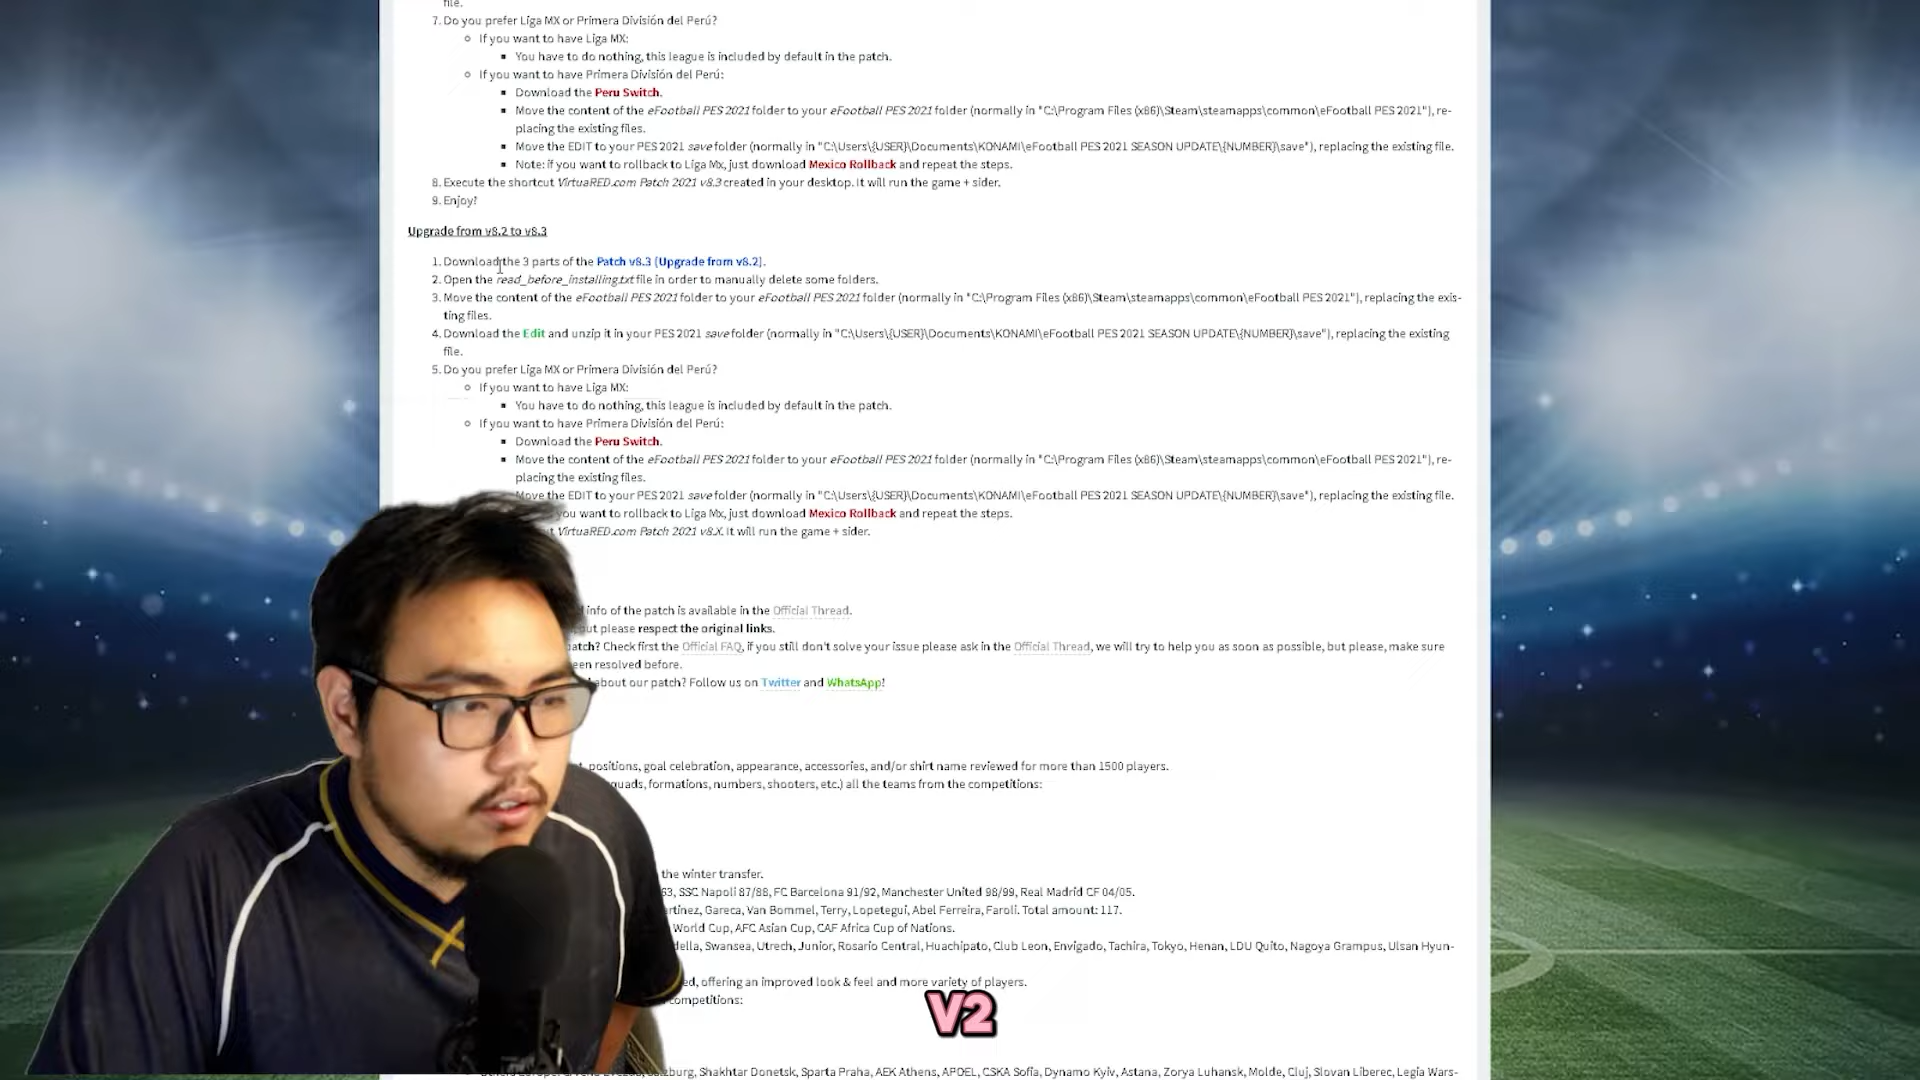 file.
7. Do you prefer Liga MX or Primera División del Perú?
If you want to have Liga MX:
You have to do nothing, this league is included by default in the patch.
If you want to have Primera División del Perú:
Download the Peru Switch.
Move the content of the eFootball PES 2021 folder to your eFootball PES 2021 folder (normally in "C:\Program Files (x86)\Steam\steamapps\common\eFootball PES 2021"), re-
placing the existing files.
Move the EDIT to your PES 2021 save folder (normally in "C:\Users\{USER}\Documents\KONAMI\eFootball PES 2021 SEASON UPDATE\{NUMBER}\save"), replacing the existing file.
Note: if you want to rollback to Liga Mx, just download Mexico Rollback and repeat the steps.
8. Execute the shortcut VirtuaRED.com Patch 2021 v8.3 created in your desktop. It will run the game + sider.
9. Enjoy!
Upgrade from v8.2 to v8.3
1. Download the 3 parts of the Patch v8.3 [Upgrade from v8.2].
2. Open the read_before_installing.txt file in order to manually delete some folders.
3. Move the content of the eFootball PES 2021 folder to your eFootball PES 2021 folder (normally in "C:\Program Files (x86)\Steam\steamapps\common\eFootball PES 2021"), replacing the exis-
ting files.
4. Download the Edit and unzip it in your PES 2021 save folder (normally in "C:\Users\{USER}\Documents\KONAMI\eFootball PES 2021 SEASON UPDATE\{NUMBER}\save"), replacing the existing
file.
5. Do you prefer Liga MX or Primera División del Perú?
If you want to have Liga MX:
You have to do nothing, this league is included by default in the patch.
If you want to have Primera División del Perú:
Download the Peru Switch.
Move the content of the eFootball PES 2021 folder to your eFootball PES 2021 folder (normally in "C:\Program Files (x86)\Steam\steamapps\common\eFootball PES 2021"), re-
placing the existing files.
Move the EDIT to your PES 2021 save folder (normally in "C:\Users\{USER}\Documents\KONAMI\eFootball PES 2021 SEASON UPDATE\{NUMBER}\save"), replacing the existing file.
you want to rollback to Liga Mx, just download Mexico Rollback and repeat the steps.
VirtuaRED.com Patch 2021 v8.X. It will run the game + sider.
info of the patch is available in the Official Thread.
but please respect the original links.
patch? Check first the Official FAQ, if you still don't solve your issue please ask in the Official Thread, we will try to help you as soon as possible, but please, make sure
been resolved before.
about our patch? Follow us on Twitter and WhatsApp!
positions, goal celebration, appearance, accessories, and/or shirt name reviewed for more than 1500 players.
squads, formations, numbers, shooters, etc.) all the teams from the competitions:
the winter transfer.
63, SSC Napoli 87/88, FC Barcelona 91/92, Manchester United 98/99, Real Madrid CF 04/05.
Gareca, Van Bommel, Terry, Lopetegui, Abel Ferreira, Faroli. Total amount: 117.
World Cup, AFC Asian Cup, CAF Africa Cup of Nations.
Swansea, Utrech, Junior, Rosario Central, Huachipato, Club Leon, Envigado, Tachira, Tokyo, Henan, LDU Quito, Nagoya Grampus, Ulsan Hyun-
offering an improved look & feel and more variety of players.
competitions:
V2
Shakhtar Donetsk, Sparta Praha, AEK Athens, APOEL, CSKA Sofia, Dynamo Kyiv, Astana, Zorya Luhansk, Molde, Cluj, Slovan Liberec, Legia Wars-